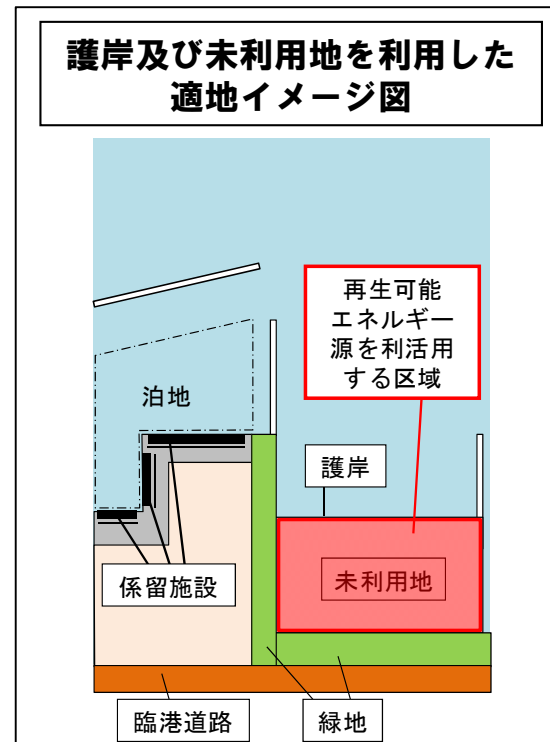 護岸及び未利用地を利用した
適地イメージ図
再生可能
エネルギー
源を利活用
する区域
泊地
護岸
係留施設
未利用地
臨港道路
緑地